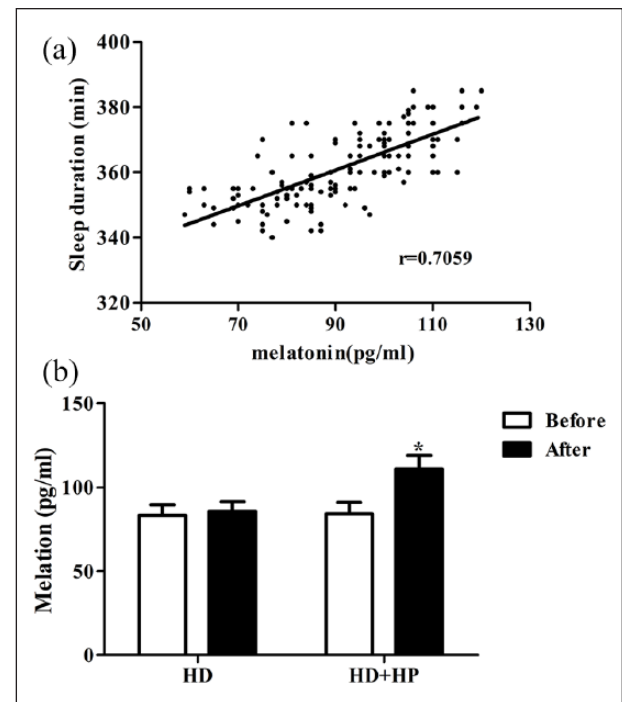 (a)
Sleep duration (min)
400
380
360
340
320
r=0.7059
50
70
90
110
130
melatonin(pg/ml)
(b)
Melation (pg/ml)
150
100
50
0
*
Before
After
HD
HD+HP